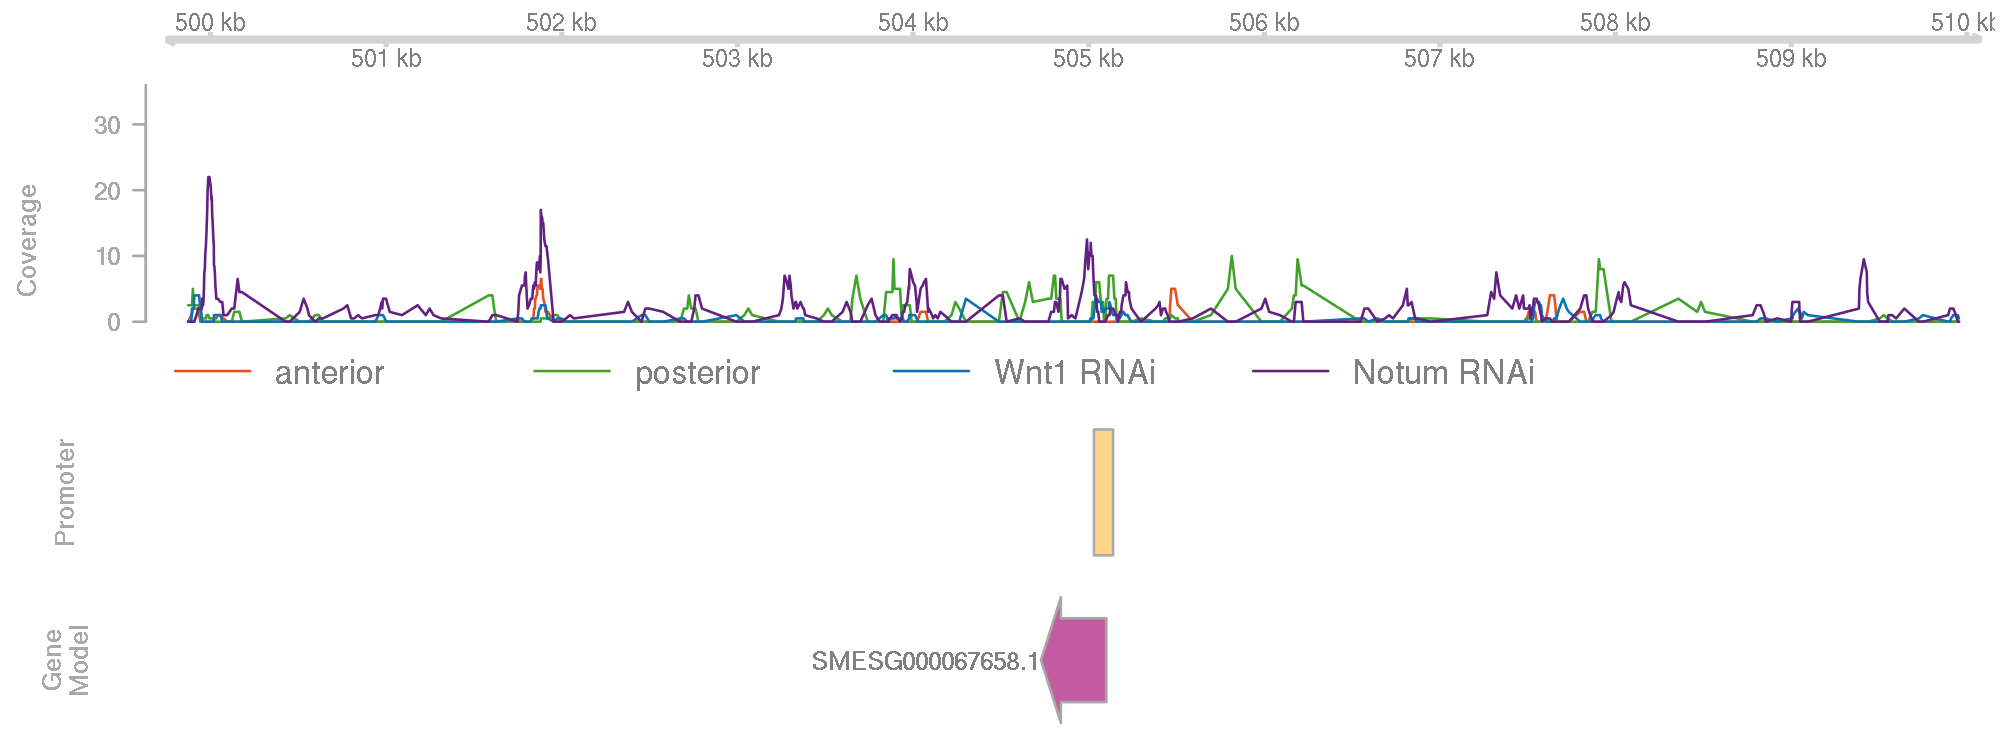 500 kb 502 kb 504 kb 506 kb 508 kb 510 kb
501 kb 503 kb 505 kb 507 kb 509 kb
30
20
10
0
Coverage
anterior posterior Wnt1 RNAi Notum RNAi
Promoter
Gene
Model
SMESG000067658.1